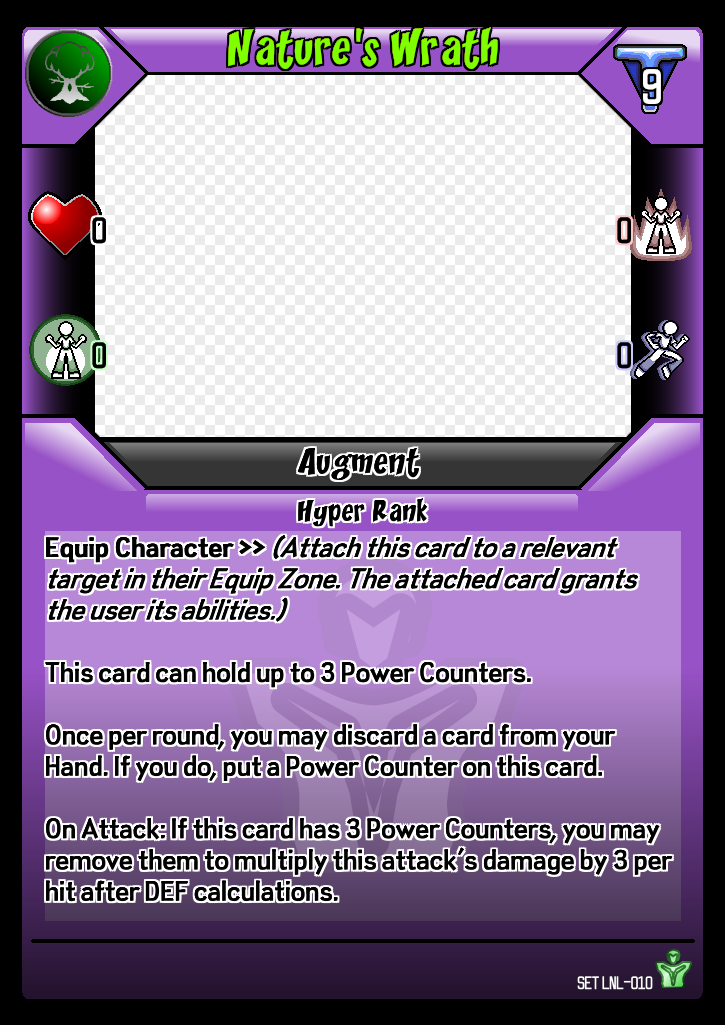 Nature's Wrath
9
0
0
0
0
Augment
Hyper Rank
Equip Character >> (Attach this card to a relevant
target in their Equip Zone. The attached card grants
the user its abilities.)
This card can hold up to 3 Power Counters.
Once per round, you may discard a card from your
Hand. If you do, put a Power Counter on this card.
On Attack: If this card has 3 Power Counters, you may
remove them to multiply this attack's damage by 3 per
hit after DEF calculations.
SET LNL-010